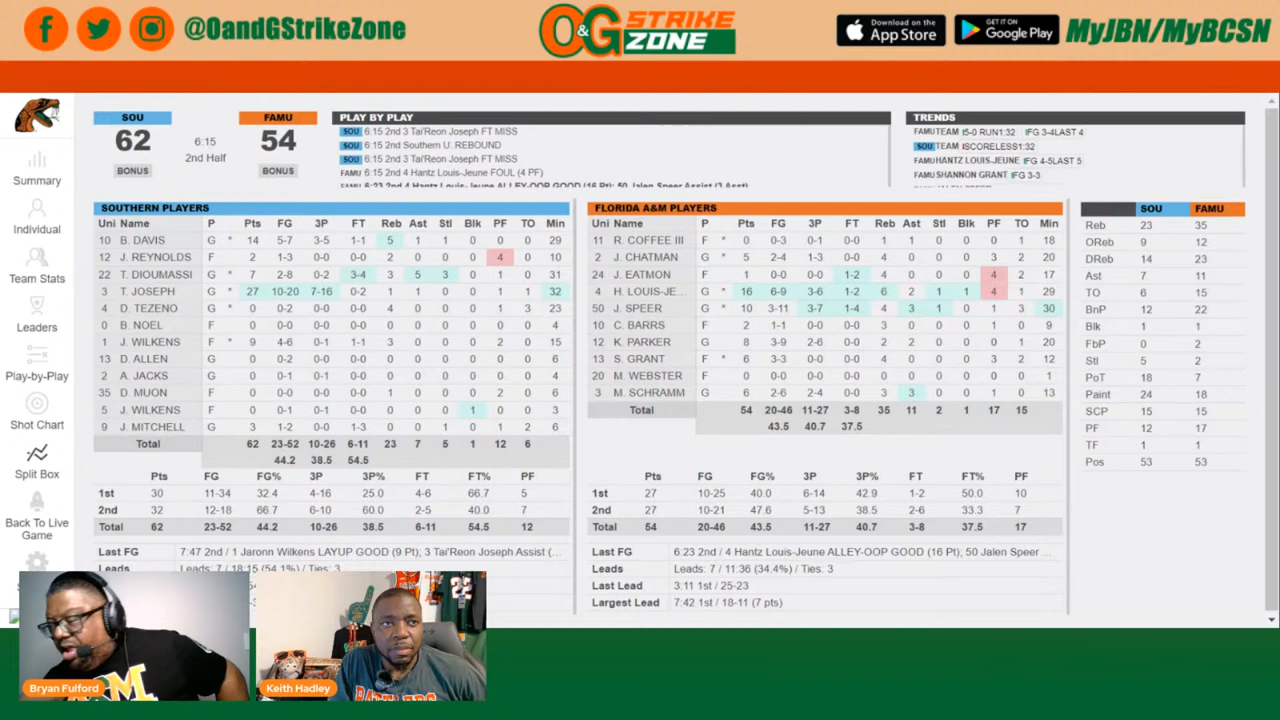 @OandGStrikeZone
O&G STRIKE ZONE
Download on the App Store
GET IT ON Google Play
MyJBN/MyBCSN
Summary
Individual
Team Stats
Leaders
Play-by-Play
Shot Chart
Split Box
Back To Live Game
SOU FAMU
62 6:15 2nd Half 54
BONUS BONUS
PLAY BY PLAY
SOU 6:15 2nd 3 Tai'Reon Joseph FT MISS
SOU 6:15 2nd Southern U. REBOUND
SOU 6:15 2nd 3 Tai'Reon Joseph FT MISS
FAMU 6:15 2nd 4 Hantz Louis-Jeune FOUL (4 PF)
FAMU 6:23 2nd 4 Hantz Louis-Jeune ALLEY-OOP GOOD (16 Pt); 50 Jalen Speer Assist (3 Asst)
TRENDS
FAMU TEAM 5-0 RUN 1:32 FG 3-4 LAST 4
SOU TEAM SCORELESS 1:32
FAMU HANTZ LOUIS-JEUNE FG 4-5 LAST 5
FAMU SHANNON GRANT FG 3-3
SOUTHERN PLAYERS
Uni Name P Pts FG 3P FT Reb Ast Stl Blk PF TO Min
10 B. DAVIS G * 14 5-7 3-5 1-1 5 1 1 0 0 0 29
12 J. REYNOLDS F 2 1-3 0-0 0-0 2 0 0 0 4 0 10
22 T. DIOUMASSI G * 7 2-8 0-2 3-4 3 5 3 0 1 0 31
3 T. JOSEPH G * 27 10-20 7-16 0-2 1 1 0 0 1 1 32
4 D. TEZENO G * 0 0-2 0-0 0-0 4 0 0 0 1 3 23
0 B. NOEL F 0 0-0 0-0 0-0 0 0 0 0 0 0 4
1 J. WILKENS F * 9 4-6 0-1 1-1 3 0 0 0 2 0 15
13 D. ALLEN G 0 0-2 0-0 0-0 0 0 0 0 0 0 6
2 A. JACKS G 0 0-1 0-1 0-0 0 0 0 0 0 0 4
35 D. MUON F 0 0-0 0-0 0-0 1 0 0 0 2 0 6
5 J. WILKENS F 0 0-1 0-1 0-0 0 0 0 1 0 0 3
9 J. MITCHELL G 3 1-2 0-0 1-3 0 0 1 0 1 2 6
Total 62 23-52 10-26 6-11 23 7 5 1 12 6
44.2 38.5 54.5
Pts FG FG% 3P 3P% FT FT% PF
1st 30 11-34 32.4 4-16 25.0 4-6 66.7 5
2nd 32 12-18 66.7 6-10 60.0 2-5 40.0 7
Total 62 23-52 44.2 10-26 38.5 6-11 54.5 12
Last FG 7:47 2nd / 1 Jaronn Wilkens LAYUP GOOD (9 Pt); 3 Tai'Reon Joseph Assist (...
Leads Leads: 7 / 18:15 (54.1%) / Ties: 3
FLORIDA A&M PLAYERS
Uni Name P Pts FG 3P FT Reb Ast Stl Blk PF TO Min
11 R. COFFEE III F * 0 0-3 0-1 0-0 1 1 0 0 0 1 18
2 J. CHATMAN G * 5 2-4 1-3 0-0 4 0 0 0 3 2 20
24 J. EATMON F 1 0-0 0-0 1-2 3 0 0 0 4 2 17
4 H. LOUIS-JE... G * 16 6-9 3-6 1-2 6 2 1 1 4 1 29
50 J. SPEER G * 10 3-11 3-7 1-4 4 3 1 0 1 3 30
10 C. BARRS F 2 1-1 0-0 0-0 3 0 0 0 1 0 9
12 K. PARKER G 8 3-9 2-6 0-0 2 2 0 0 1 2 20
13 S. GRANT F * 6 3-3 0-0 0-0 4 0 0 0 3 2 12
20 M. WEBSTER F 0 0-0 0-0 0-0 0 0 0 0 0 0 1
3 M. SCHRAMM G 6 2-6 2-4 0-0 3 3 0 0 0 1 13
Total 54 20-46 11-27 3-8 35 11 2 1 17 15
43.5 40.7 37.5
Pts FG FG% 3P 3P% FT FT% PF
1st 27 10-25 40.0 6-14 42.9 1-2 50.0 10
2nd 27 10-21 47.6 5-13 38.5 2-6 33.3 7
Total 54 20-46 43.5 11-27 40.7 3-8 37.5 17
Last FG 6:23 2nd / 4 Hantz Louis-Jeune ALLEY-OOP GOOD (16 Pt); 50 Jalen Speer ...
Leads Leads: 7 / 11:36 (34.4%) / Ties: 3
Last Lead 3:11 1st / 25-23
Largest Lead 7:42 1st / 18-11 (7 pts)
SOU FAMU
Reb 23 35
OReb 9 12
DReb 14 23
Ast 7 11
TO 6 15
BnP 12 22
Blk 1 1
FbP 0 2
Stl 5 2
PoT 18 7
Paint 24 18
SCP 15 15
PF 12 17
TF 1 1
Pos 53 53
Bryan Fulford
Keith Hadley
22